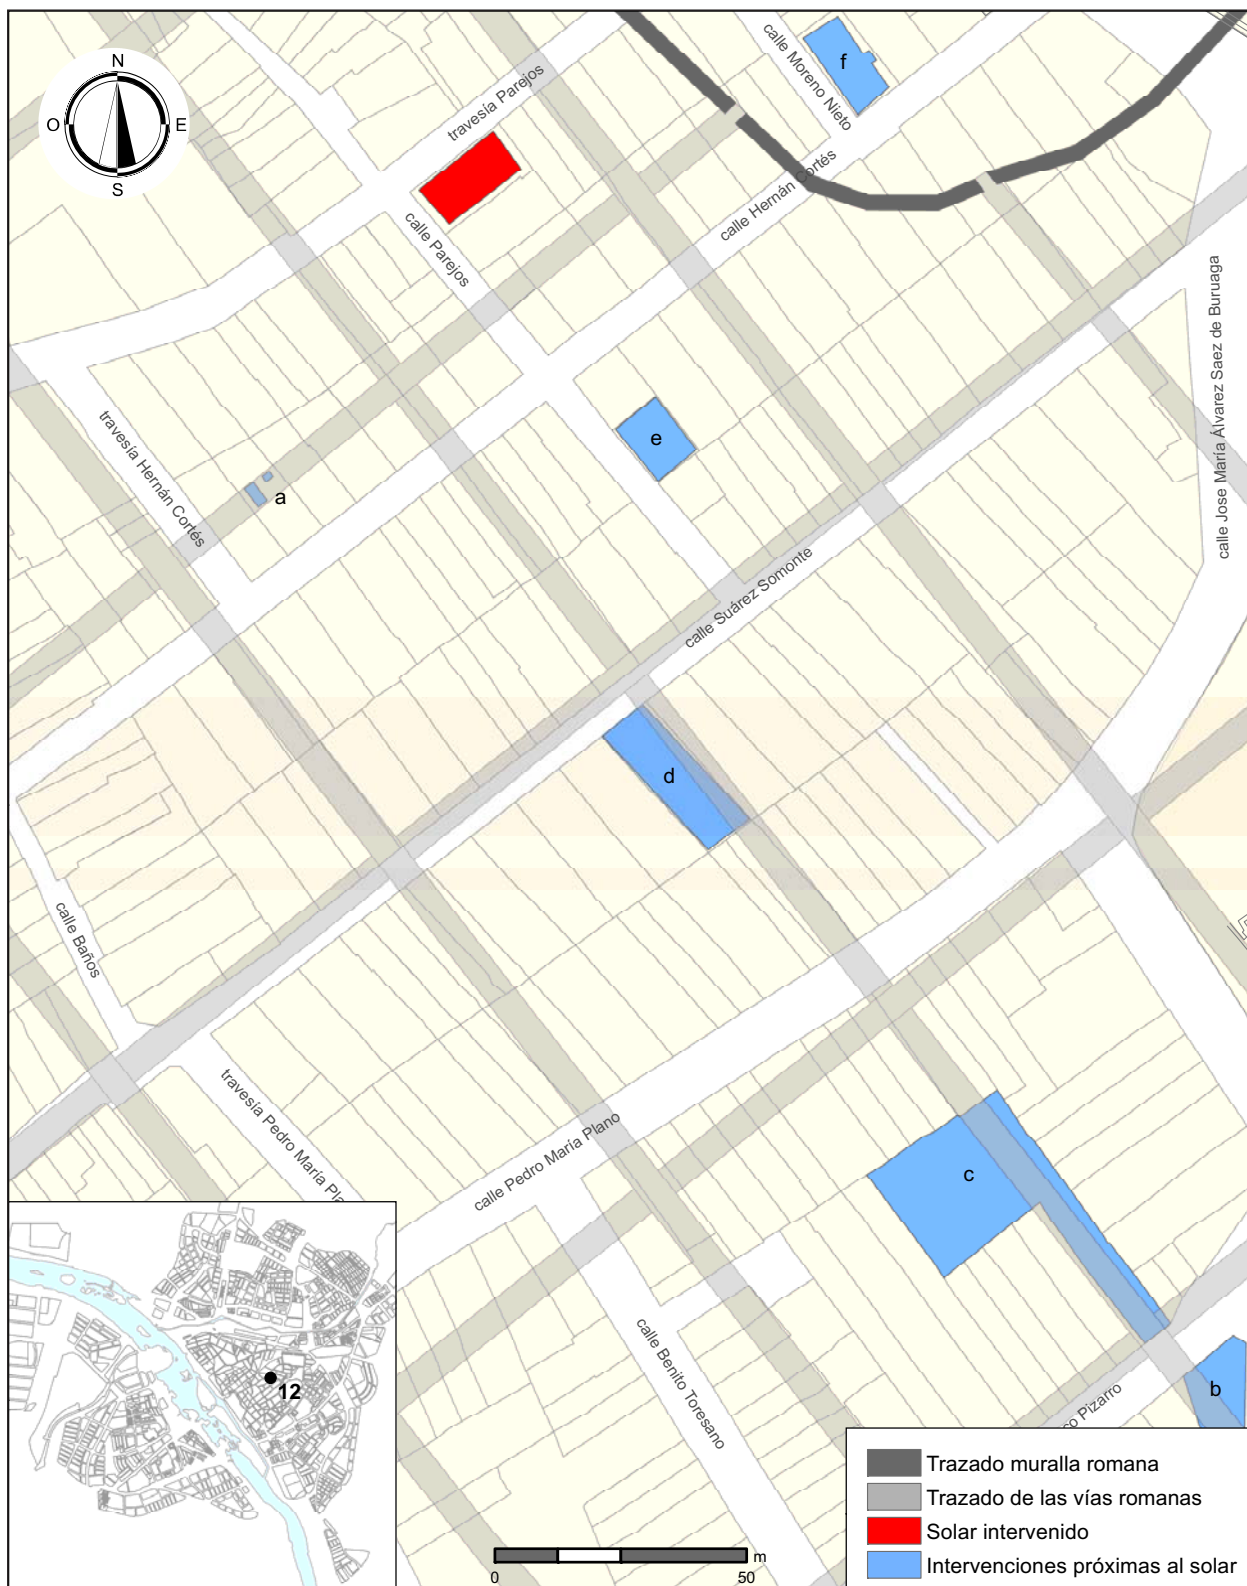 N
O
E
S
travesía Parejos
calle Moreno Nieto
f
calle Hernán Cortés
calle Parejos
calle Jose María Álvarez Saez de Buruaga
travesía Hernán Cortés
e
a
calle Suárez Somonte
d
calle Baños
travesía Pedro María Pla
calle Pedro María Plano
c
calle Benito Toresano
b
co Pizarro
12
Trazado muralla romana
Trazado de las vías romanas
Solar intervenido
Intervenciones próximas al solar
m
0 50